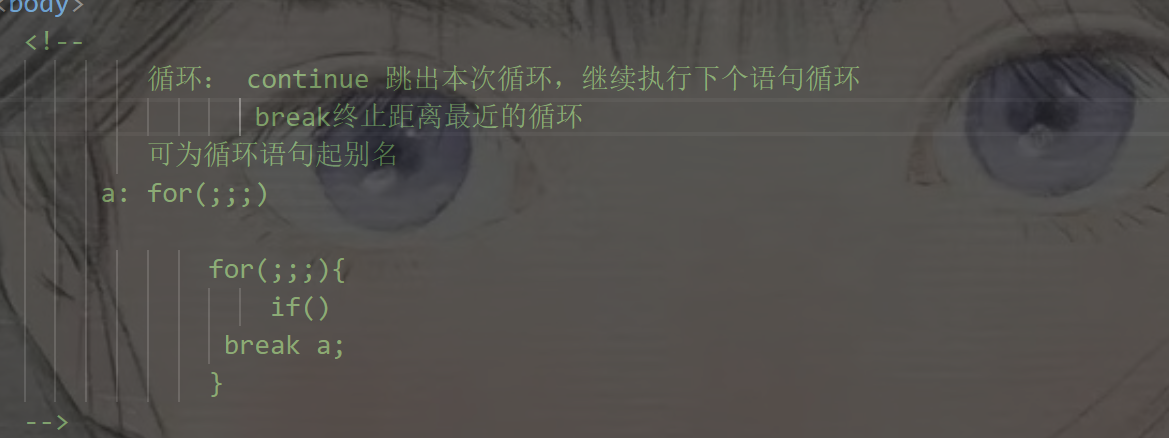 <body>
<!--
循环： continue 跳出本次循环，继续执行下个语句循环
break终止距离最近的循环
可为循环语句起别名
a: for(;;;)
for(;;;){
if()
break a;
}
-->